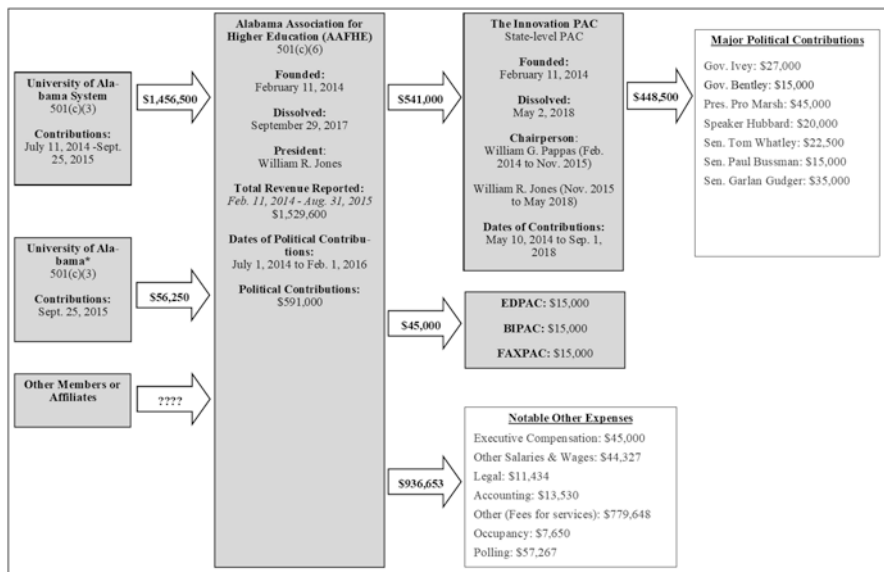 University of Ala-
bama System
501(c)(3)
Contributions:
July 11, 2014 -Sept.
25, 2015
$1,456,500
University of Ala-
bama*
501(c)(3)
Contributions:
Sept. 25, 2015
$56,250
Other Members or
Affiliates
????
Alabama Association for
Higher Education (AAFHE)
501(c)(6)
Founded:
February 11, 2014
Dissolved:
September 29, 2017
President:
William R. Jones
Total Revenue Reported:
Feb. 11, 2014 - Aug. 31, 2015
$1,529,600
Dates of Political Contribu-
tions:
July 1, 2014 to Feb. 1, 2016
Political Contributions:
$591,000
$541,000
The Innovation PAC
State-level PAC
Founded:
February 11, 2014
Dissolved:
May 2, 2018
Chairperson:
William G. Pappas (Feb.
2014 to Nov. 2015)
William R. Jones (Nov. 2015
to May 2018)
Dates of Contributions:
May 10, 2014 to Sep. 1,
2018
$448,500
Major Political Contributions
Gov. Ivey: $27,000
Gov. Bentley: $15,000
Pres. Pro Marsh: $45,000
Speaker Hubbard: $20,000
Sen. Tom Whatley: $22,500
Sen. Paul Bussman: $15,000
Sen. Garlan Gudger: $35,000
$45,000
EDPAC: $15,000
BIPAC: $15,000
FAXPAC: $15,000
$936,653
Notable Other Expenses
Executive Compensation: $45,000
Other Salaries & Wages: $44,327
Legal: $11,434
Accounting: $13,530
Other (Fees for services): $779,648
Occupancy: $7,650
Polling: $57,267